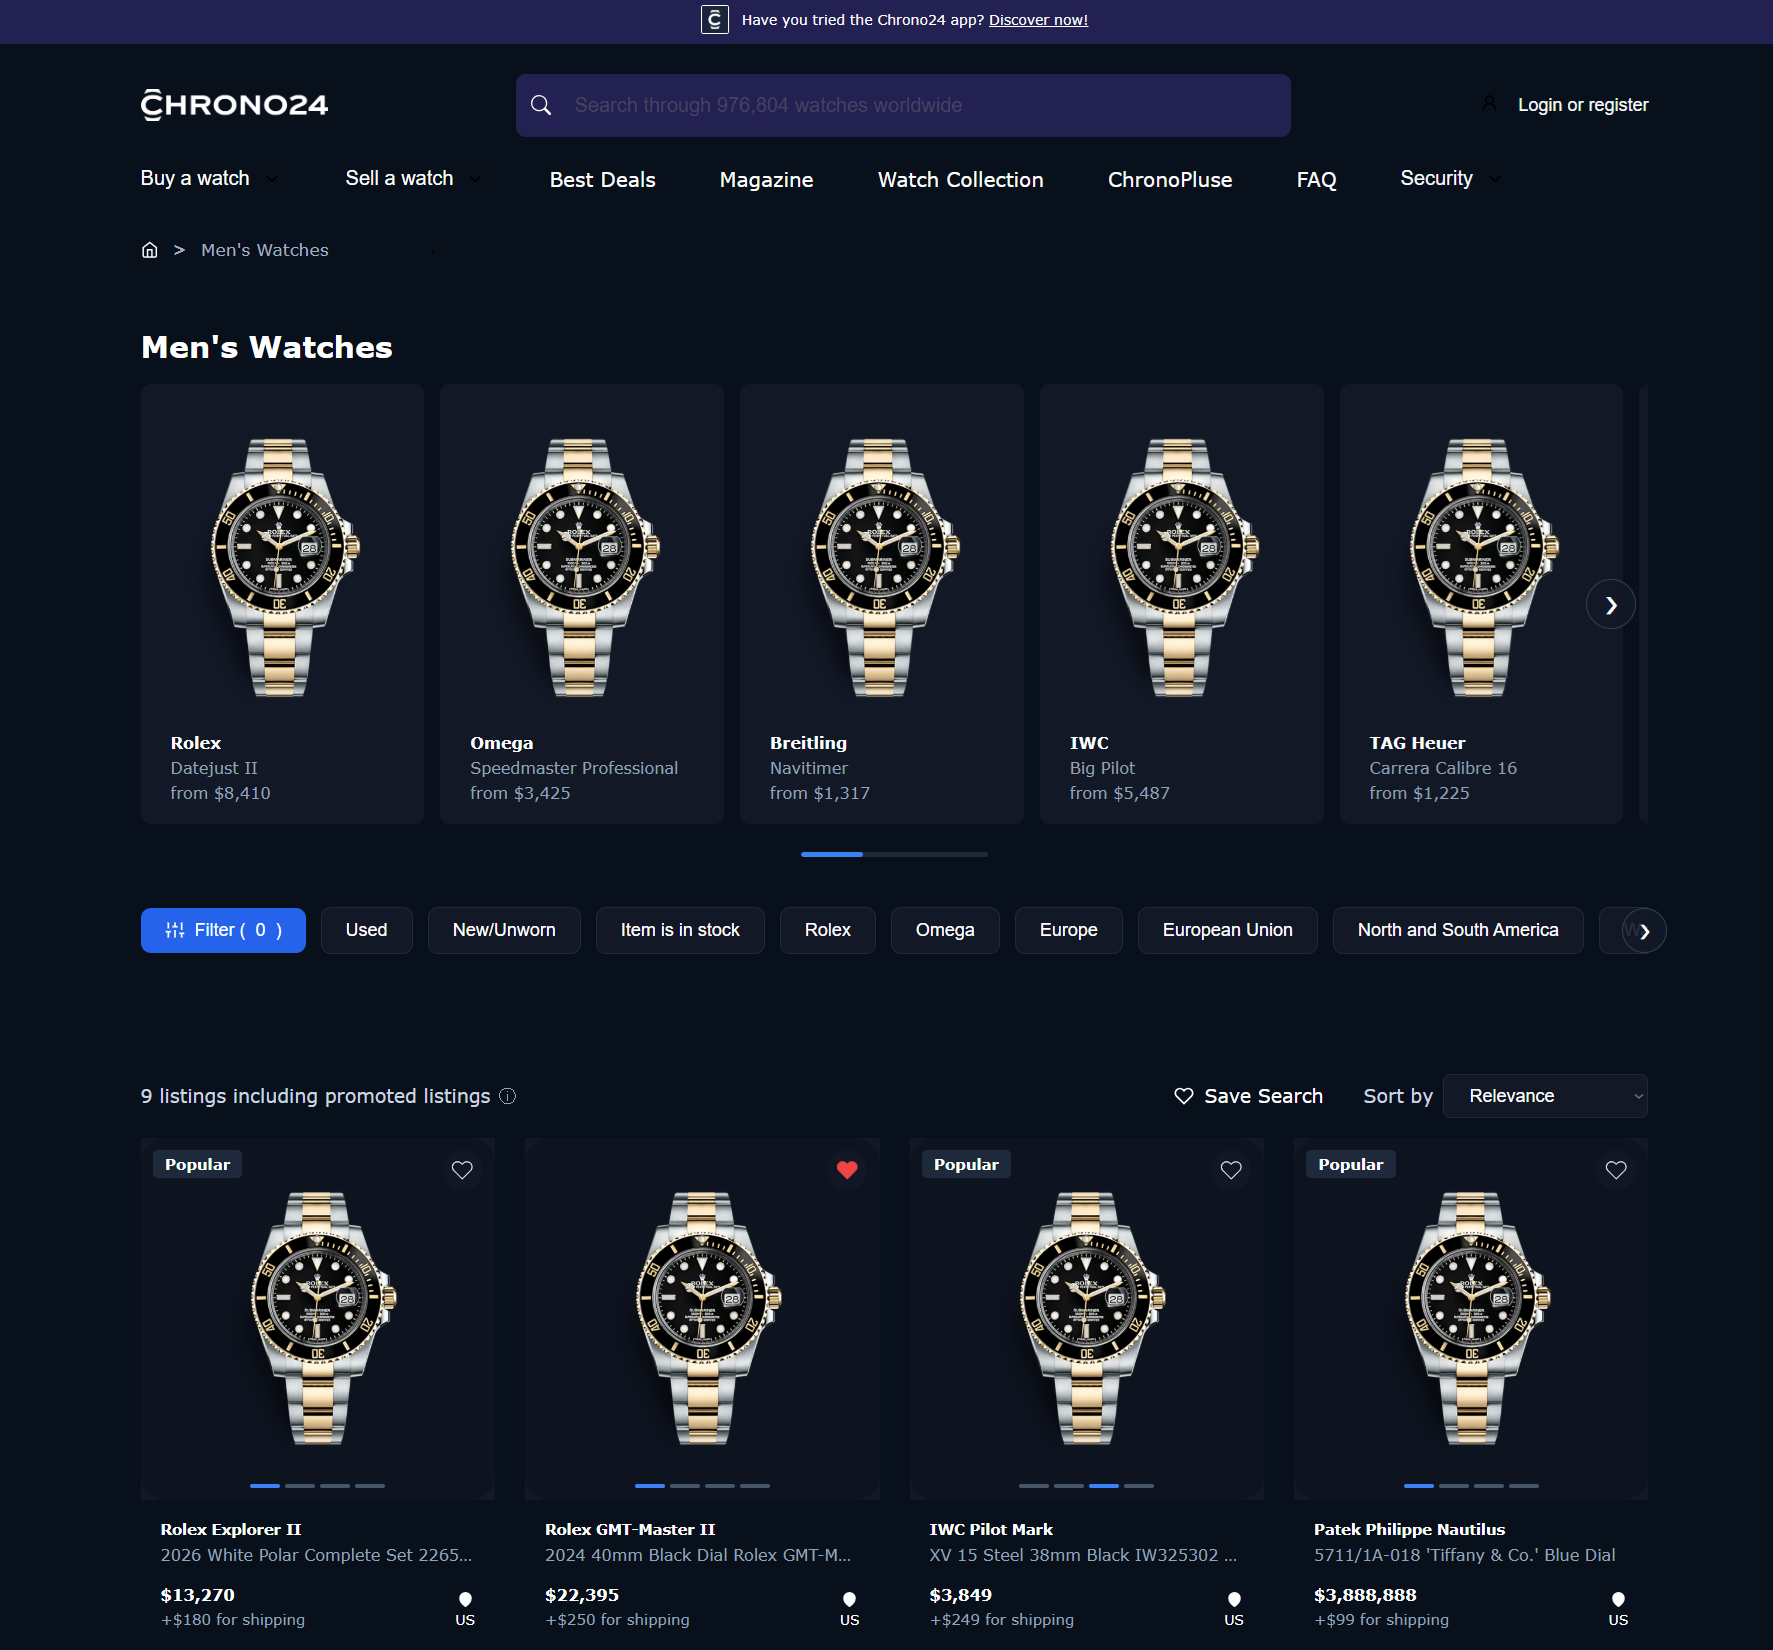 Have you tried the Chrono24 app? Discover now!
CHRONO24
Search through 976,804 watches worldwide
Login or register
Buy a watch
Sell a watch
Best Deals
Magazine
Watch Collection
ChronoPluse
FAQ
Security
> Men's Watches
Men's Watches
Rolex
Datejust II
from $8,410
Omega
Speedmaster Professional
from $3,425
Breitling
Navitimer
from $1,317
IWC
Big Pilot
from $5,487
TAG Heuer
Carrera Calibre 16
from $1,225
Filter ( 0 )
Used
New/Unworn
Item is in stock
Rolex
Omega
Europe
European Union
North and South America
9 listings including promoted listings
Save Search
Sort by
Relevance
Popular
Rolex Explorer II
2026 White Polar Complete Set 2265...
$13,270
+$180 for shipping
US
Rolex GMT-Master II
2024 40mm Black Dial Rolex GMT-M...
$22,395
+$250 for shipping
US
Popular
IWC Pilot Mark
XV 15 Steel 38mm Black IW325302 ...
$3,849
+$249 for shipping
US
Popular
Patek Philippe Nautilus
5711/1A-018 'Tiffany & Co.' Blue Dial
$3,888,888
+$99 for shipping
US